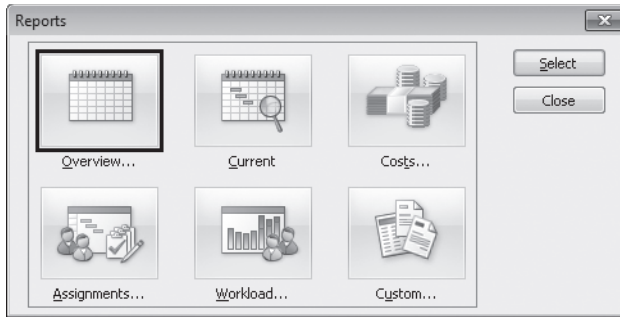 Reports
Select
Close
Overview...
Current
Costs...
Assignments...
Workload...
Custom...